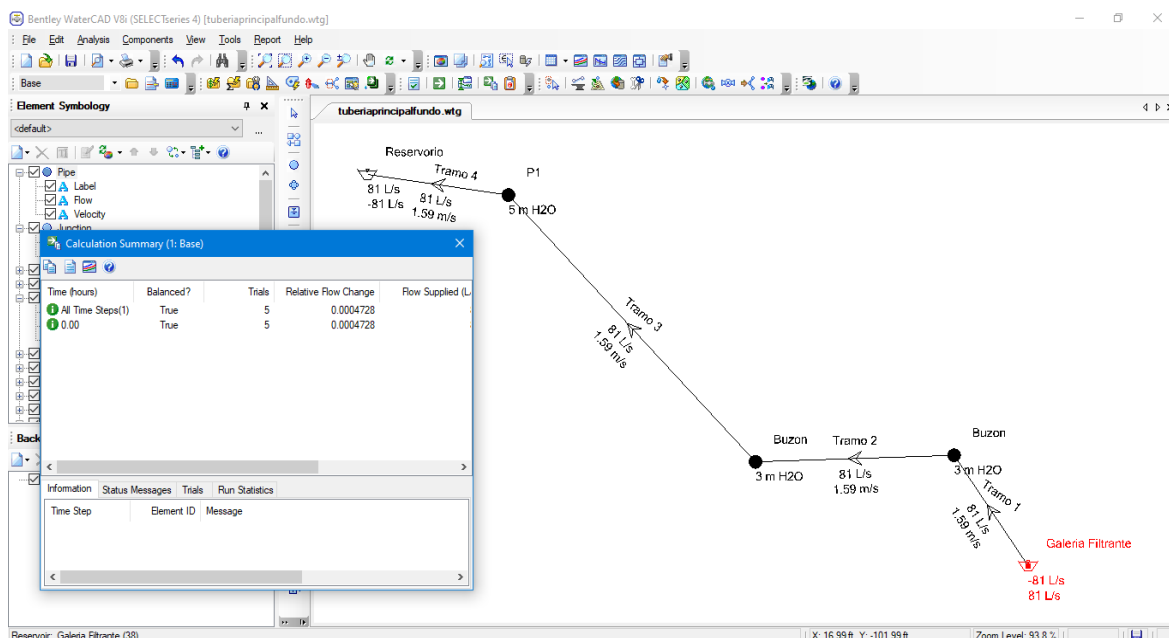 Bentley WaterCAD V8i (SELECTseries 4) [tuberiaprincipalfundo.wtg]
File Edit Analysis Components View Tools Report Help
Base
Element Symbology
<default>
Pipe
Label
Flow
Velocity
Junction
Back
tuberiaprincipalfundo.wtg
Calculation Summary (1: Base)
Time (hours) Balanced? Trials Relative Flow Change Flow Supplied (L
All Time Steps(1) True 5 0.0004728
0.00 True 5 0.0004728
Information Status Messages Trials Run Statistics
Time Step Element ID Message
Reservorio
81 L/s
-81 L/s
Tramo 4
81 L/s
1.59 m/s
P1
5 m H2O
Tramo 3
81 L/s
1.59 m/s
Buzon
3 m H2O
Tramo 2
81 L/s
1.59 m/s
Buzon
3 m H2O
Tramo 1
81 L/s
1.59 m/s
Galeria Filtrante
-81 L/s
81 L/s
Reservoir: Galeria Filtrante (38)
X: 16.99 ft, Y: -101.99 ft
Zoom Level: 93.8 %